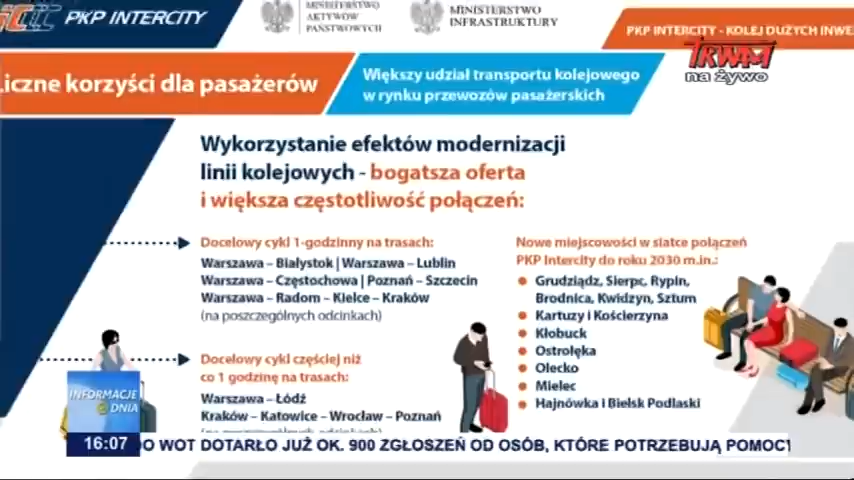 PKP INTERCITY
MINISTERSTWO
AKTYWÓW
PAŃSTWOWYCH
MINISTERSTWO
INFRASTRUKTURY
PKP INTERCITY - KOLEJ DUŻYCH INWE
TRWAM
na żywo
Liczne korzyści dla pasażerów
Większy udział transportu kolejowego
w rynku przewozów pasażerskich
Wykorzystanie efektów modernizacji
linii kolejowych - bogatsza oferta
i większa częstotliwość połączeń:
Docelowy cykl 1-godzinny na trasach:
Warszawa – Białystok | Warszawa – Lublin
Warszawa – Częstochowa | Poznań – Szczecin
Warszawa – Radom – Kielce – Kraków
(na poszczególnych odcinkach)
Docelowy cykl częściej niż
co 1 godzinę na trasach:
Warszawa – Łódź
Kraków – Katowice – Wrocław – Poznań
Nowe miejscowości w siatce połączeń
PKP Intercity do roku 2030 m.in.:
Grudziądz, Sierpc, Rypin,
Brodnica, Kwidzyn, Sztum
Kartuzy i Kościerzyna
Kłobuck
Ostrołęka
Olecko
Mielec
Hajnówka i Bielsk Podlaski
INFORMACJE
DNIA
16:07
DO WOT DOTARŁO JUŻ OK. 900 ZGŁOSZEŃ OD OSÓB, KTÓRE POTRZEBUJĄ POMOCY